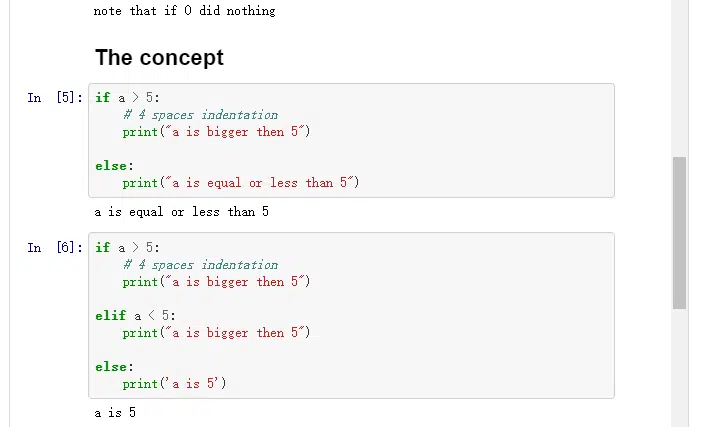 note that if 0 did nothing
The concept
In [5]: if a > 5:
# 4 spaces indentation
print("a is bigger then 5")
else:
print("a is equal or less than 5")
a is equal or less than 5
In [6]: if a > 5:
# 4 spaces indentation
print("a is bigger then 5")
elif a < 5:
print("a is bigger then 5")
else:
print('a is 5')
a is 5